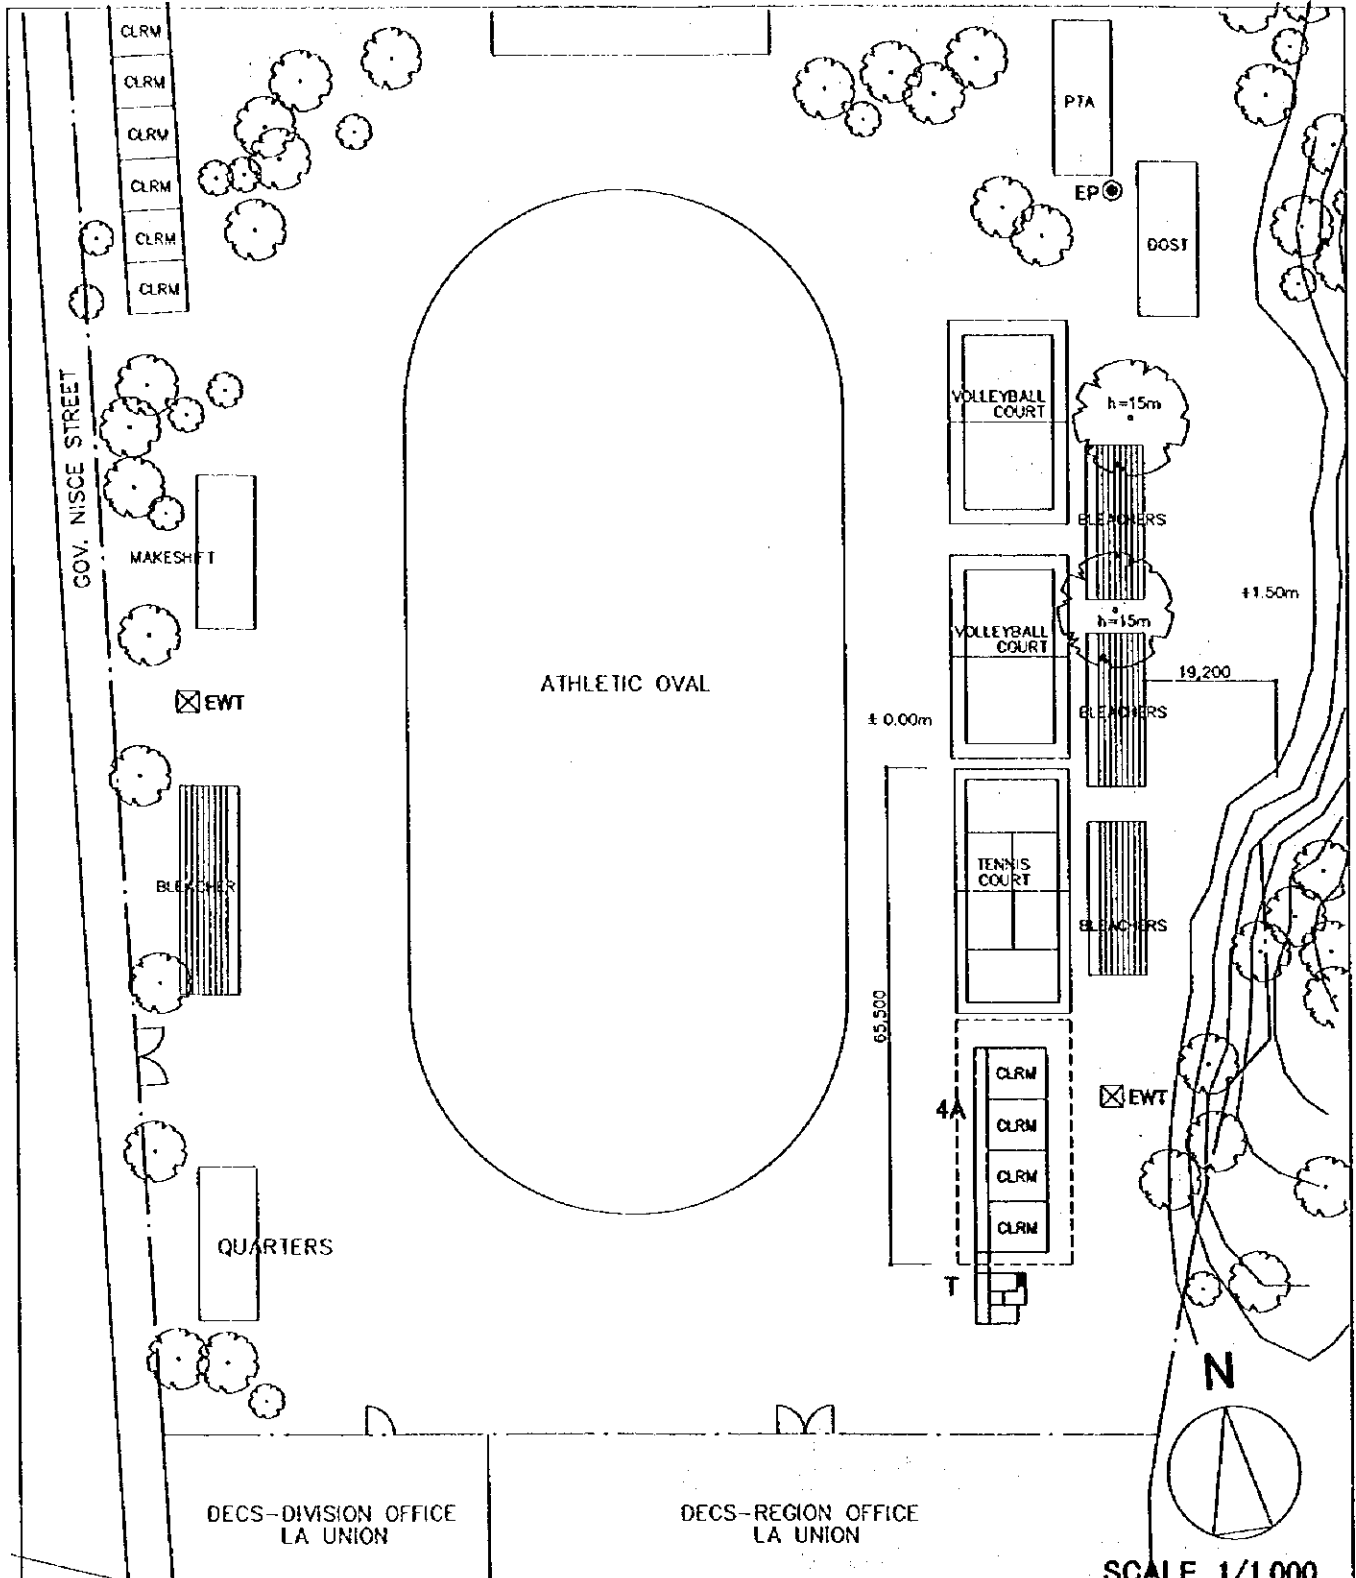 CLRM
CLRM
CLRM
CLRM
CLRM
CLRM
PTA
EP
DOST
GOV. NISCE STREET
VOLLEYBALL
COURT
h=15m
BLEACHERS
MAKESHIFT
±1.50m
VOLLEYBALL
COURT
h=15m
19,200
EWT
ATHLETIC OVAL
± 0.00m
BLEACHERS
TENNIS
COURT
BLEACHER
BLEACHERS
65,500
CLRM
4A
EWT
CLRM
CLRM
CLRM
QUARTERS
T
N
DECS-DIVISION OFFICE
LA UNION
DECS-REGION OFFICE
LA UNION
SCALE 1/1,000